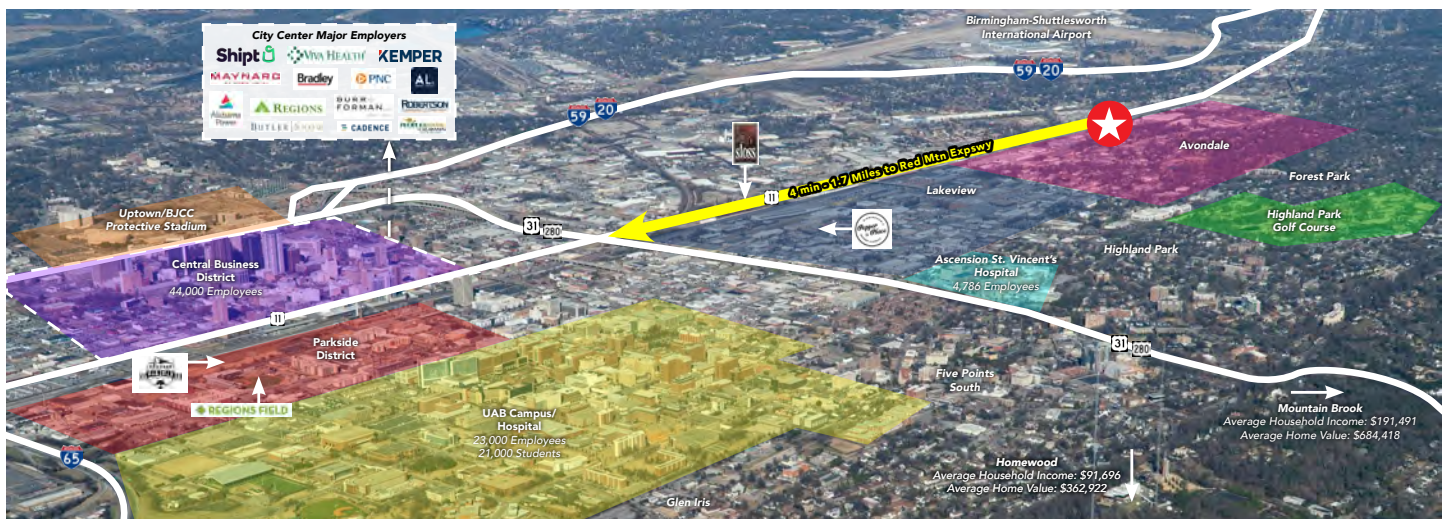 City Center Major Employers
Shipt
VIVA HEALTH
KEMPER
MAYNARD
Bradley
PNC
AL
Alabama
Power
REGIONS
BURR
FORMAN
ROBERTSON
BUTLER SNOW
CADENCE
Birmingham-Shuttlesworth
International Airport
59 20
59 20
sloss
11
4 min - 1.7 Miles to Red Mtn Expswy
Avondale
Forest Park
Lakeview
Highland Park
Golf Course
Uptown/BJCC
Protective Stadium
31 280
Pepper Place
Highland Park
Central Business
District
44,000 Employees
Ascension St. Vincent's
Hospital
4,786 Employees
11
Parkside
District
31 280
REGIONS FIELD
Five Points
South
UAB Campus/
Hospital
23,000 Employees
21,000 Students
Mountain Brook
Average Household Income: $191,491
Average Home Value: $684,418
65
Homewood
Average Household Income: $91,696
Average Home Value: $362,922
Glen Iris